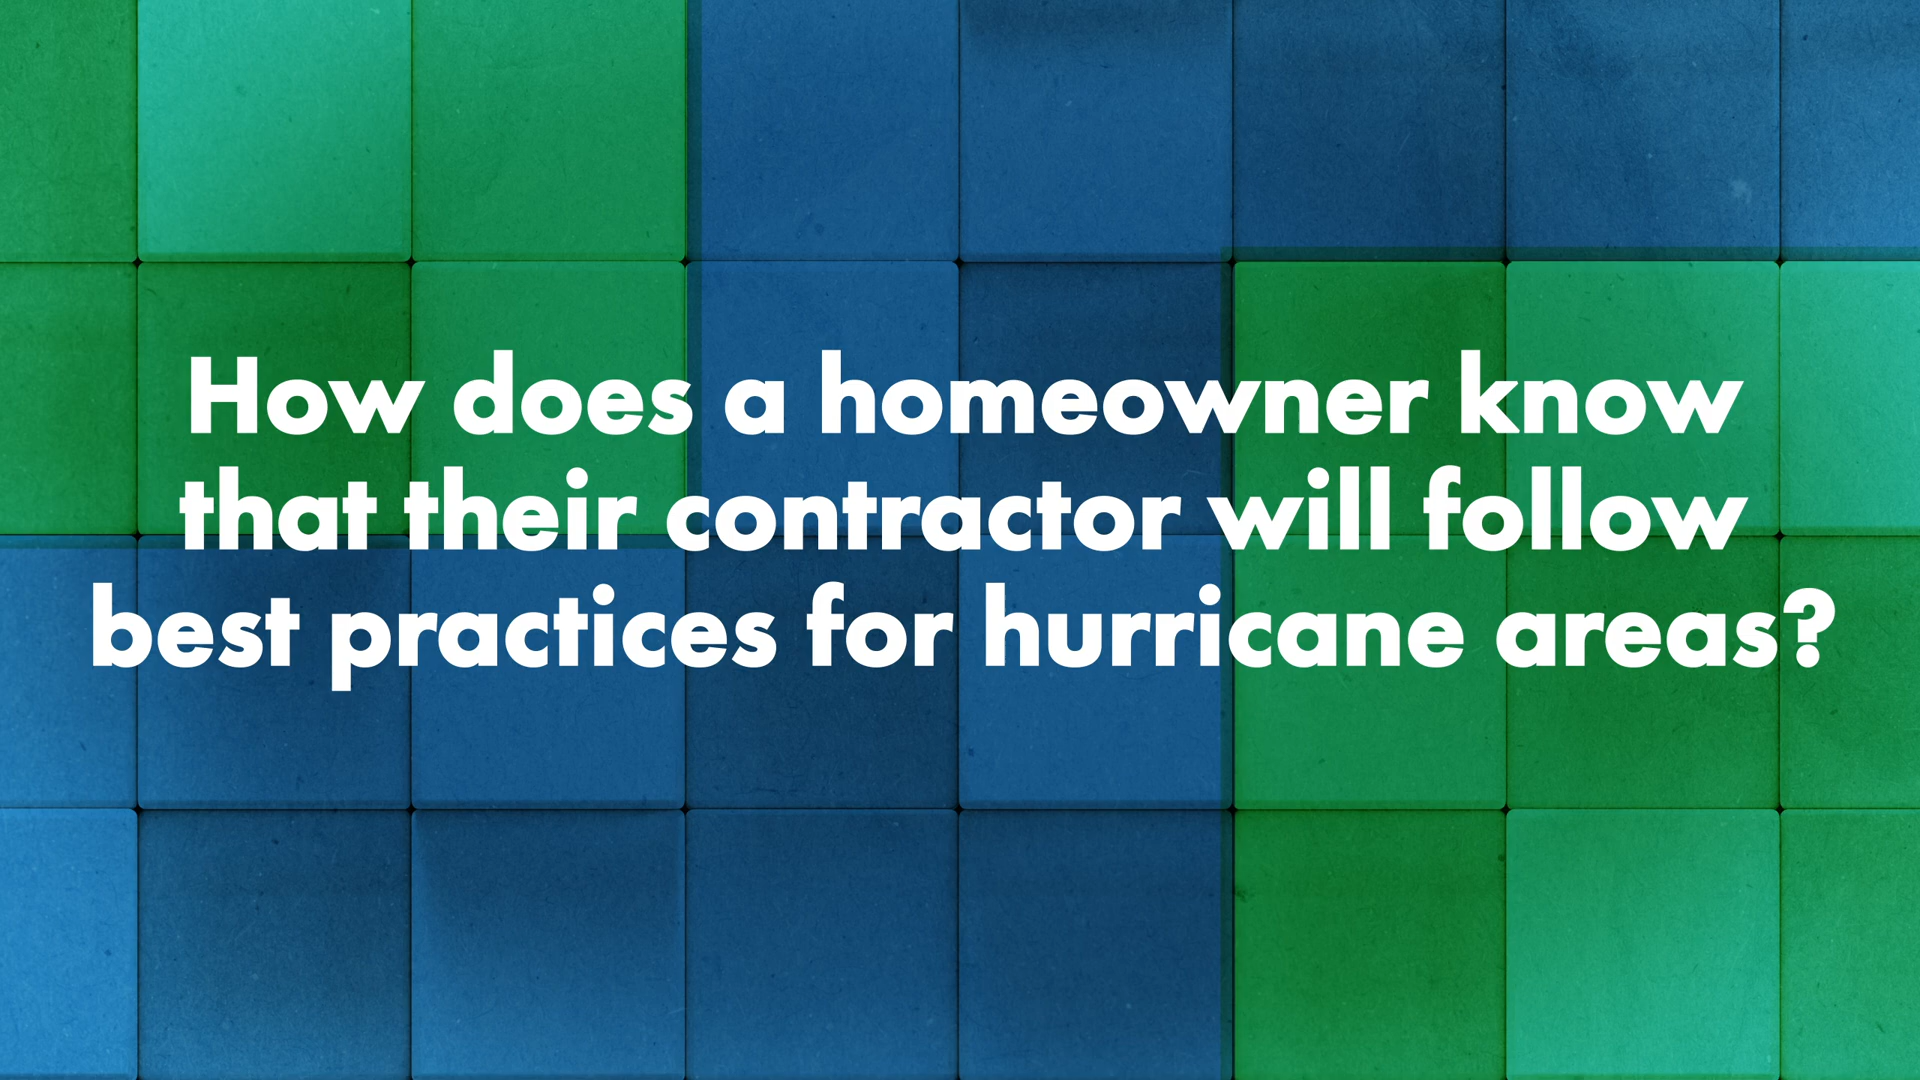 How does a homeowner know
that their contractor will follow
best practices for hurricane areas?